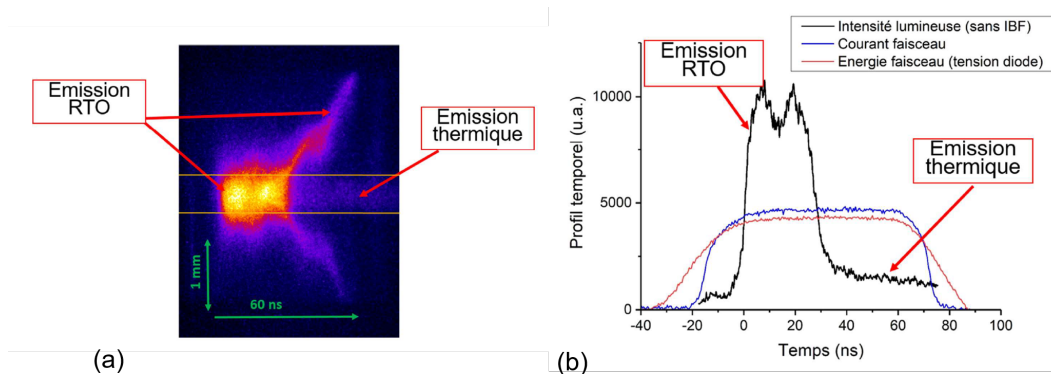 Emission
RTO
Emission
thermique
1 mm
60 ns
(a)
Intensité lumineuse (sans IBF)
Courant faisceau
Energie faisceau (tension diode)
Emission
RTO
Emission
thermique
Profil temporel (u.a.)
10000
5000
0
-40 -20 0 20 40 60 80 100
Temps (ns)
(b)